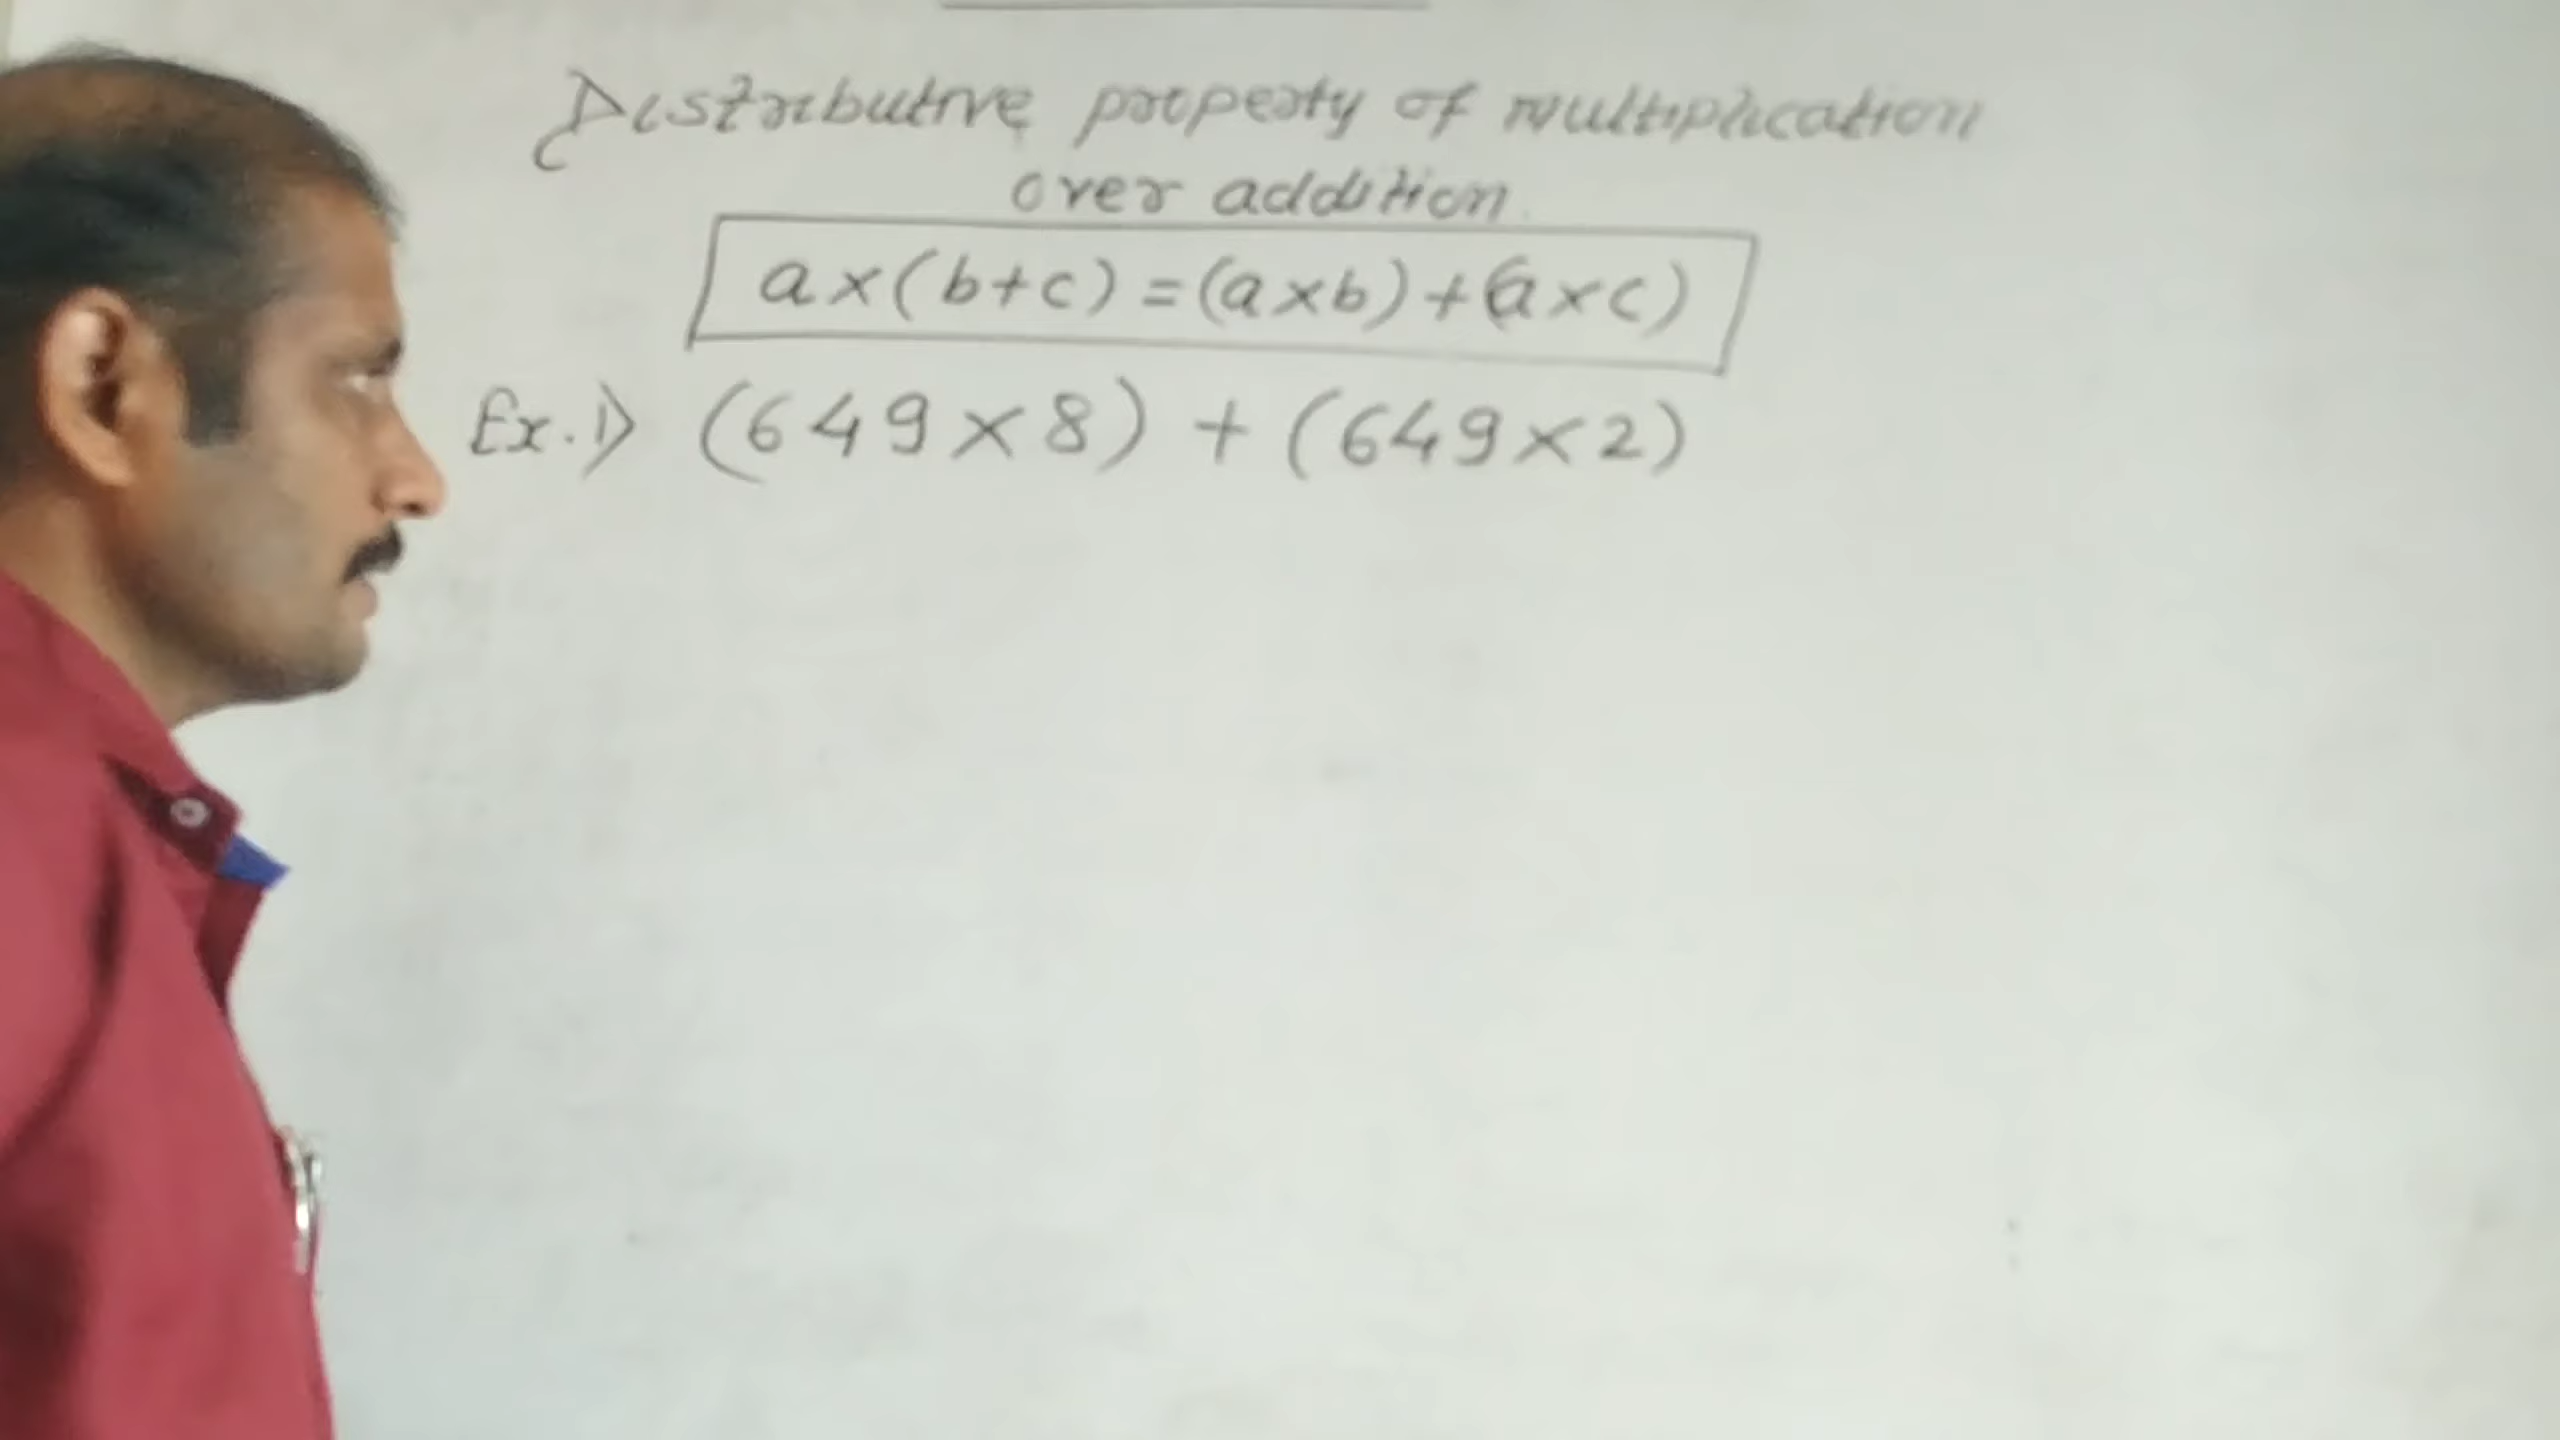 Distributive property of multiplication
over addition
a×(b+c)=(a×b)+(a×c)
Ex.1) (649×8)+(649×2)